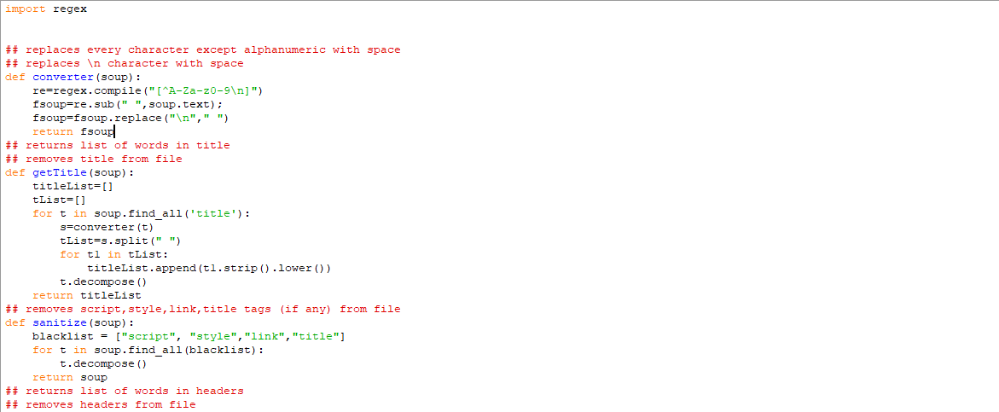 import regex
## replaces every character except alphanumeric with space
## replaces \n character with space
def converter(soup):
    re=regex.compile("[^A-Za-z0-9\n]")
    fsoup=re.sub(" ",soup.text);
    fsoup=fsoup.replace("\n"," ")
    return fsoup
## returns list of words in title
## removes title from file
def getTitle(soup):
    titleList=[]
    tList=[]
    for t in soup.find_all('title'):
        s=converter(t)
        tList=s.split(" ")
        for t1 in tList:
            titleList.append(t1.strip().lower())
        t.decompose()
    return titleList
## removes script,style,link,title tags (if any) from file
def sanitize(soup):
    blacklist = ["script", "style","link","title"]
    for t in soup.find_all(blacklist):
        t.decompose()
    return soup
## returns list of words in headers
## removes headers from file